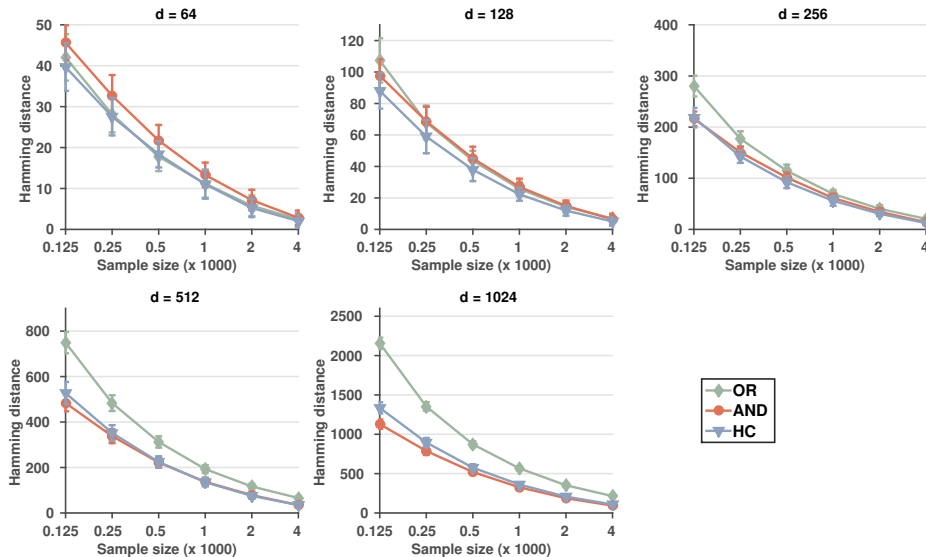 d = 64
Hamming distance
50
40
30
20
10
0
0.125 0.25 0.5 1 2 4
Sample size (x 1000)
d = 128
Hamming distance
120
100
80
60
40
20
0
0.125 0.25 0.5 1 2 4
Sample size (x 1000)
d = 256
Hamming distance
400
300
200
100
0
0.125 0.25 0.5 1 2 4
Sample size (x 1000)
d = 512
Hamming distance
800
600
400
200
0
0.125 0.25 0.5 1 2 4
Sample size (x 1000)
d = 1024
Hamming distance
2500
2000
1500
1000
500
0
0.125 0.25 0.5 1 2 4
Sample size (x 1000)
OR
AND
HC